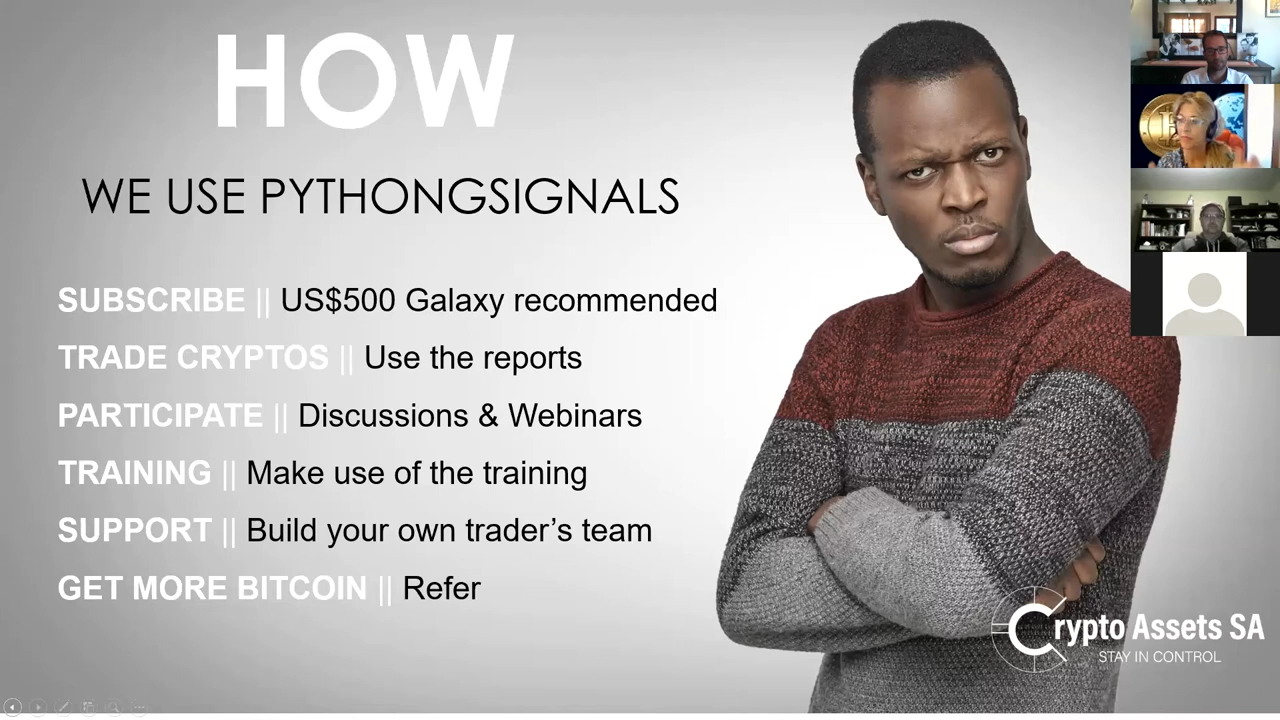 HOW
WE USE PYTHONGSIGNALS
SUBSCRIBE || US$500 Galaxy recommended
TRADE CRYPTOS || Use the reports
PARTICIPATE || Discussions & Webinars
TRAINING || Make use of the training
SUPPORT || Build your own trader’s team
GET MORE BITCOIN || Refer
Crypto Assets SA
STAY IN CONTROL